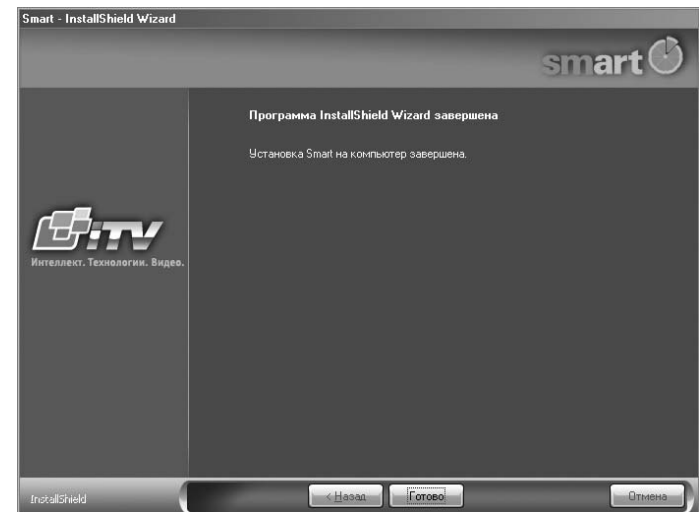 Smart - InstallShield Wizard
smart
Программа InstallShield Wizard завершена
Установка Smart на компьютер завершена.
iTV
Интеллект. Технологии. Видео.
InstallShield
< Назад
Готово
Отмена